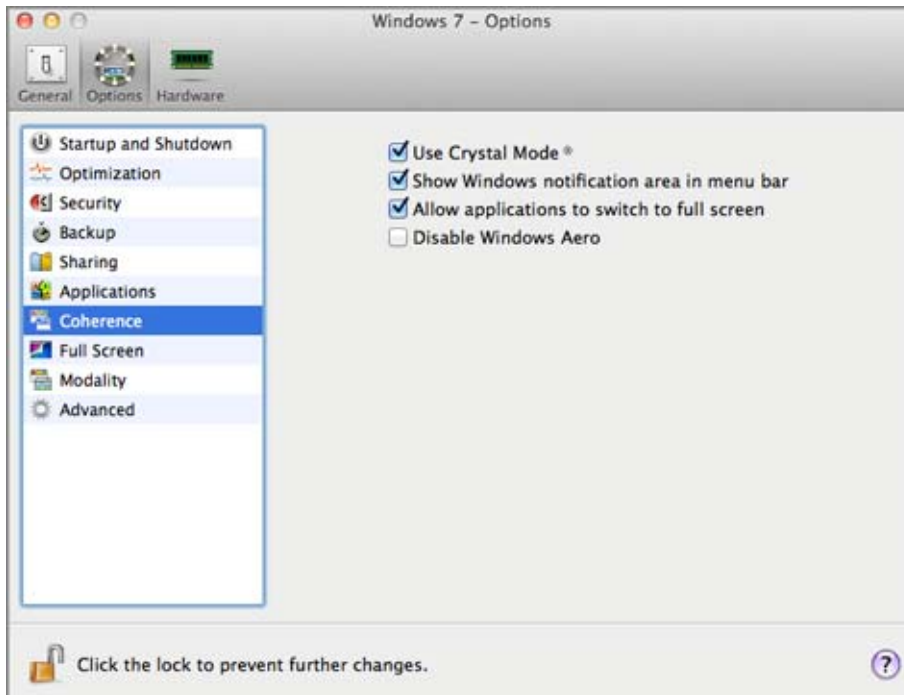 Windows 7 - Options
General Options Hardware
Startup and Shutdown
Optimization
Security
Backup
Sharing
Applications
Coherence
Full Screen
Modality
Advanced
Use Crystal Mode ®
Show Windows notification area in menu bar
Allow applications to switch to full screen
Disable Windows Aero
Click the lock to prevent further changes.
?